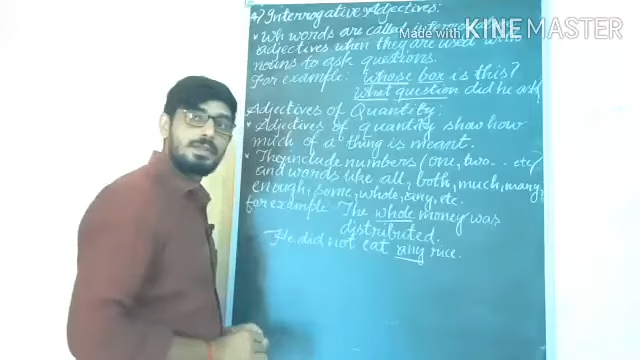 Made with KINEMASTER
Interrogative Adjectives:
• Wh words are called interrogative
adjectives when they are used with
nouns to ask questions.
For example: Whose box is this?
What question did he ask
Adjectives of Quantity:
• Adjectives of quantity show how
much of a thing is meant.
• They include numbers (one, two... etc)
and words like all, both, much, many,
enough, some, whole, any, etc.
for example: The whole money was
distributed.
He did not eat any rice.